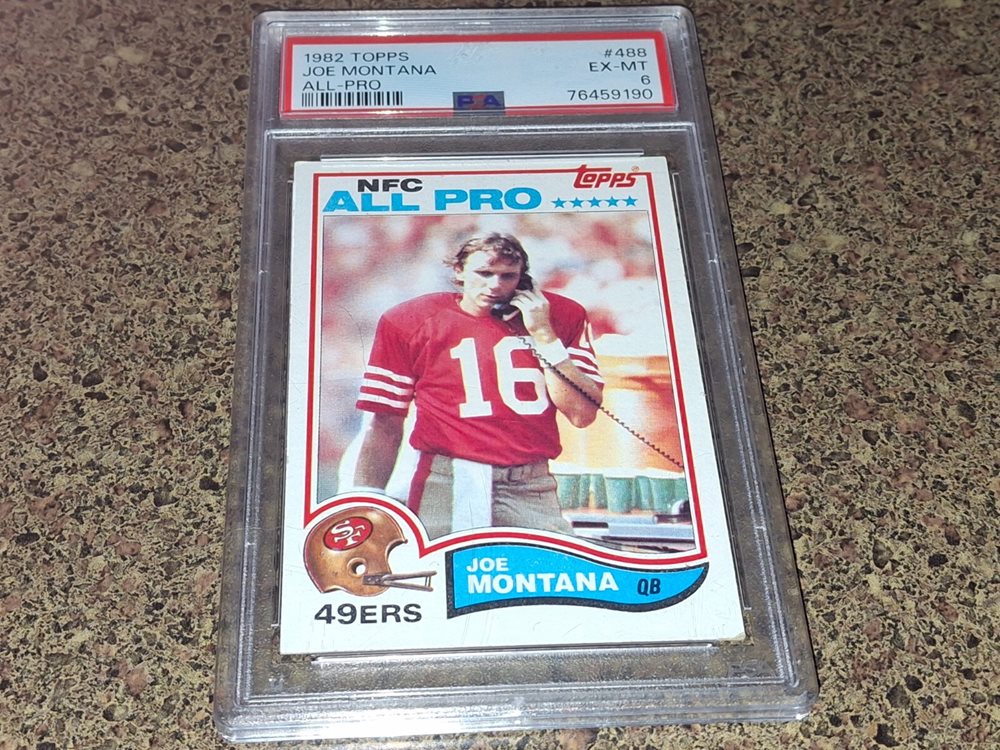 1982 TOPPS
JOE MONTANA
ALL-PRO
#488
EX-MT
6
76459190
PSA
topps
NFC
ALL PRO
16
SF
JOE
MONTANA QB
49ERS